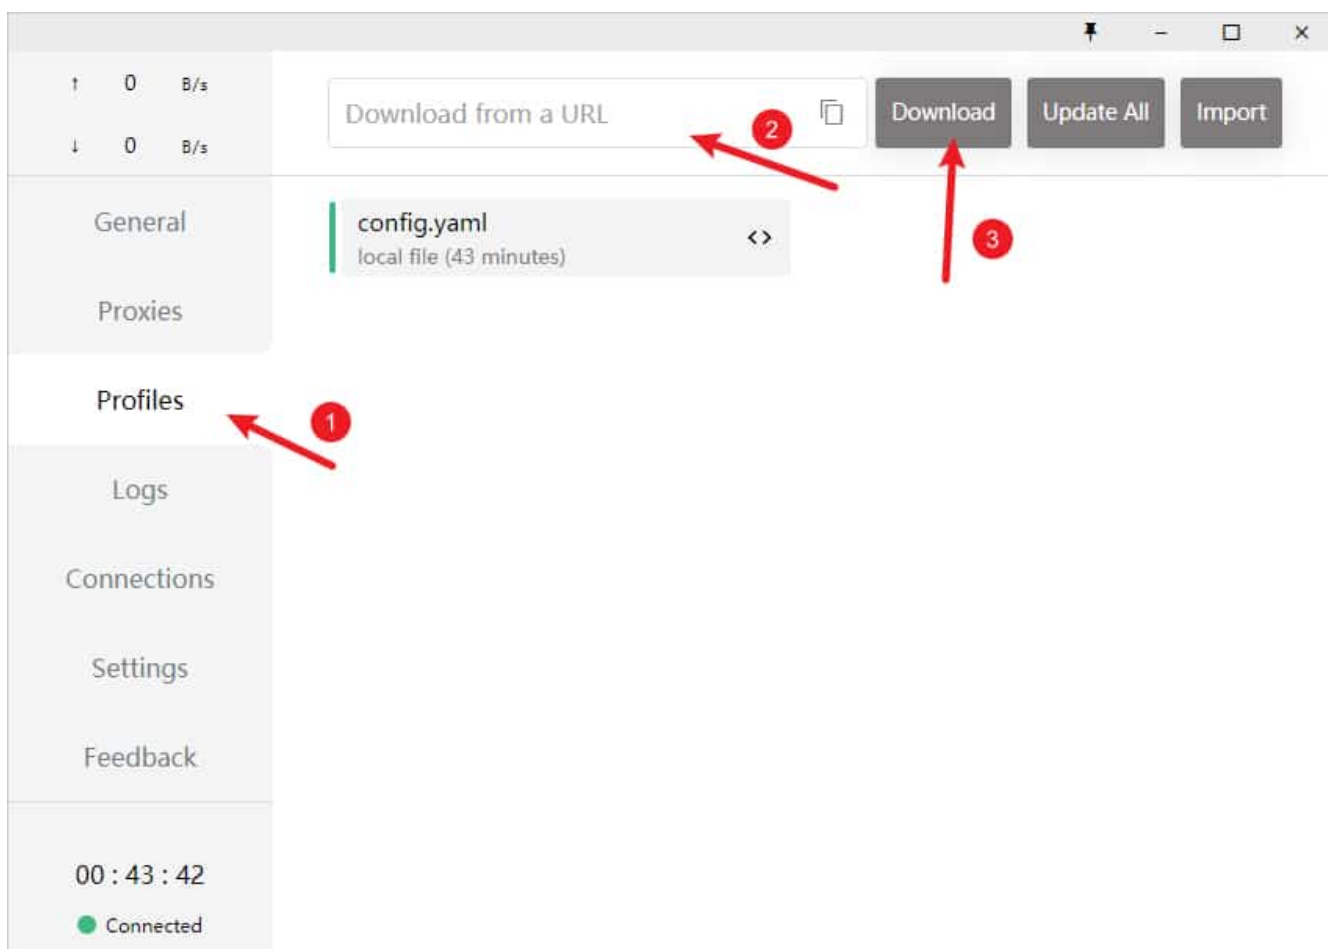 ↑ 0 B/s
↓ 0 B/s
Download from a URL
2
Download
Update All
Import
3
config.yaml
<>
local file (43 minutes)
General
Proxies
Profiles
1
Logs
Connections
Settings
Feedback
00 : 43 : 42
Connected